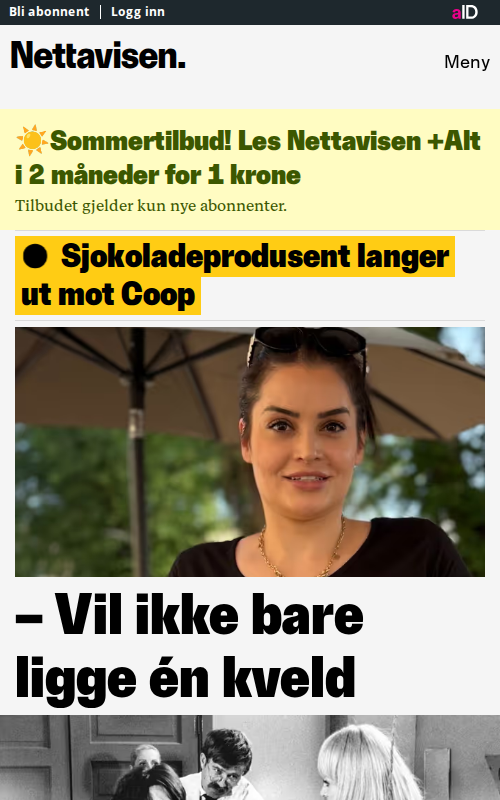 Bli abonnent | Logg inn
aID
Nettavisen.
Meny
☀️Sommertilbud! Les Nettavisen +Alt
i 2 måneder for 1 krone
Tilbudet gjelder kun nye abonnenter.
● Sjokoladeprodusent langer
ut mot Coop
– Vil ikke bare
ligge én kveld